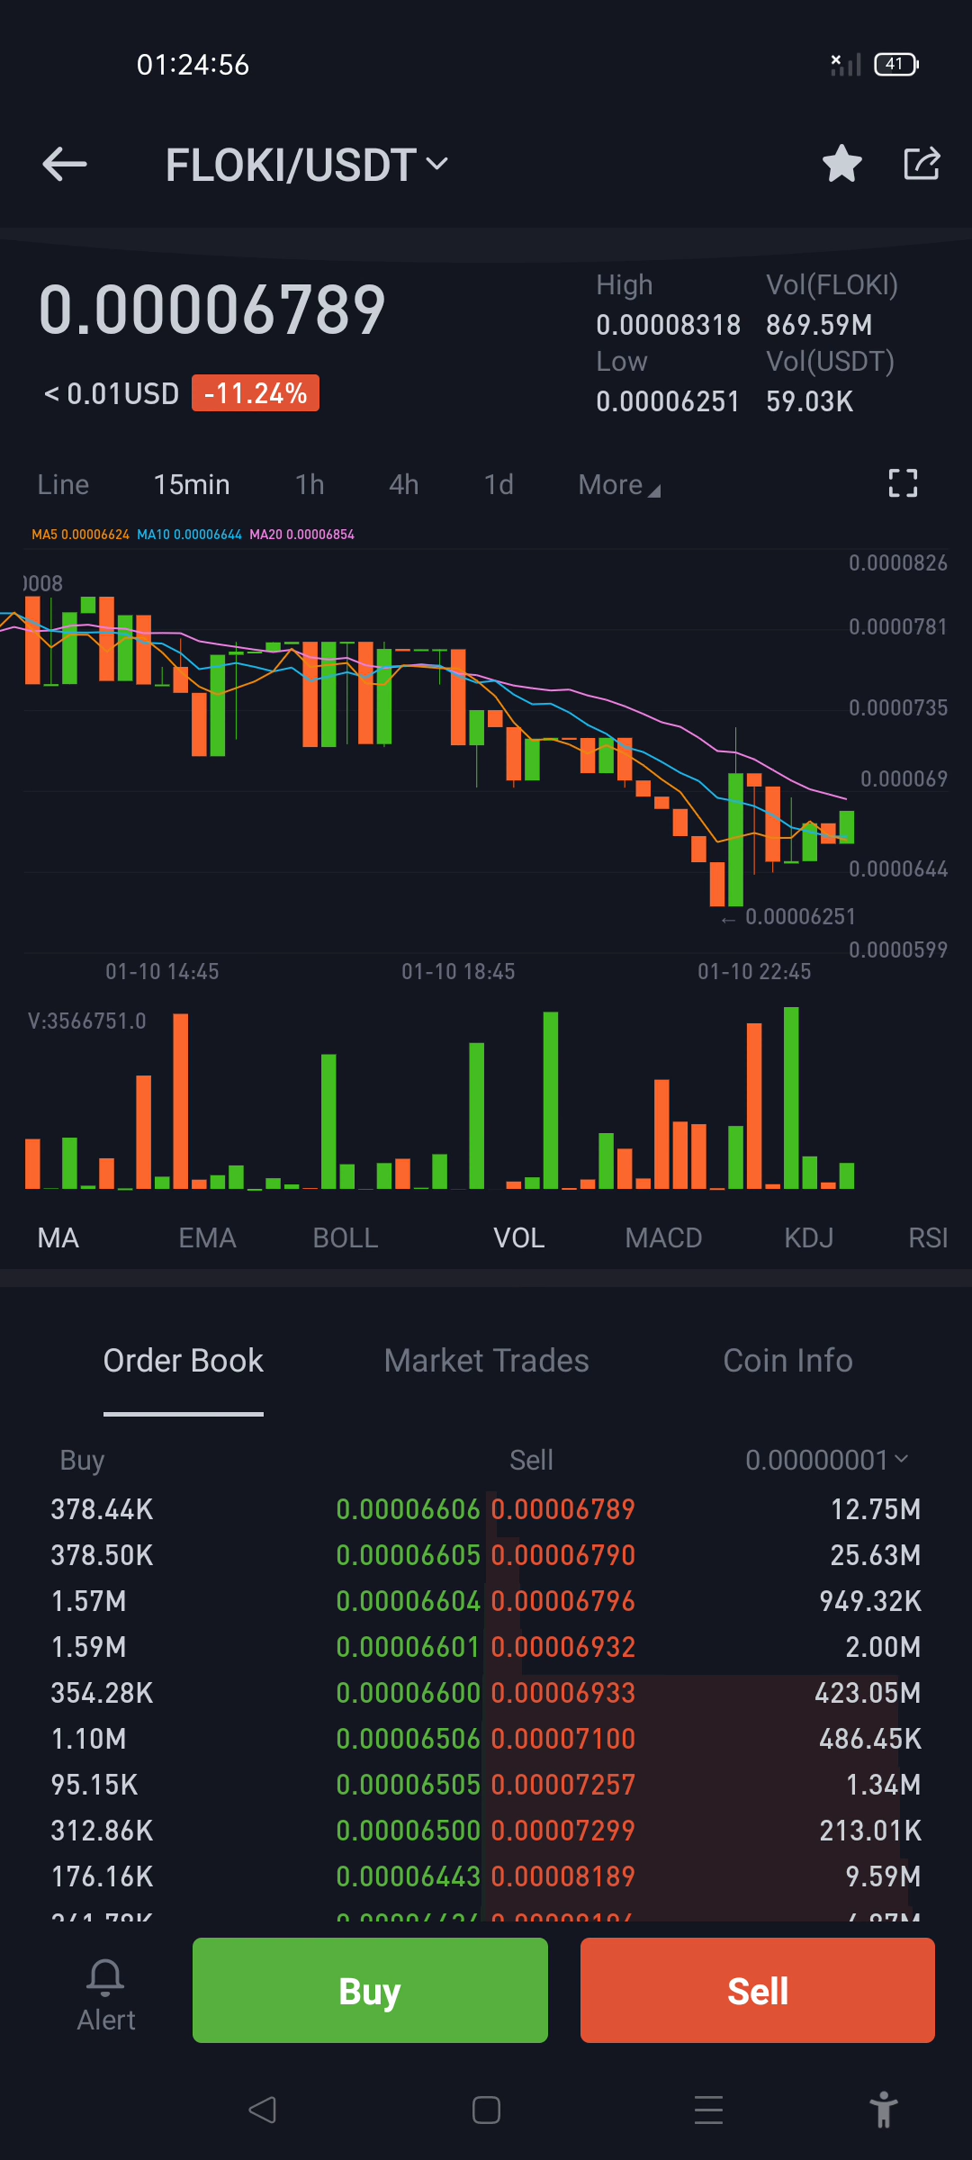 01:24:56
41
FLOKI/USDT
0.00006789
< 0.01USD -11.24%
High Vol(FLOKI)
0.00008318 869.59M
Low Vol(USDT)
0.00006251 59.03K
Line 15min 1h 4h 1d More
MA5 0.00006624 MA10 0.00006644 MA20 0.00006854
0.0000826
0.0000781
0.0000735
0.000069
0.0000644
← 0.00006251
0.0000599
01-10 14:45 01-10 18:45 01-10 22:45
V:3566751.0
MA EMA BOLL VOL MACD KDJ RSI
Order Book Market Trades Coin Info
Buy Sell 0.00000001
378.44K 0.00006606 0.00006789 12.75M
378.50K 0.00006605 0.00006790 25.63M
1.57M 0.00006604 0.00006796 949.32K
1.59M 0.00006601 0.00006932 2.00M
354.28K 0.00006600 0.00006933 423.05M
1.10M 0.00006506 0.00007100 486.45K
95.15K 0.00006505 0.00007257 1.34M
312.86K 0.00006500 0.00007299 213.01K
176.16K 0.00006443 0.00008189 9.59M
Alert
Buy
Sell